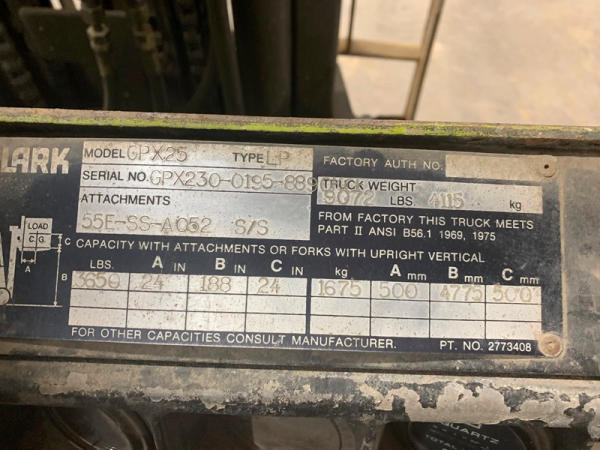 LARK MODEL GPX25 TYPE LP FACTORY AUTH NO.
SERIAL NO. GPX230-0195-889 TRUCK WEIGHT
9072 LBS. 4115 kg
ATTACHMENTS
55E-SS-A052 S/S
FROM FACTORY THIS TRUCK MEETS
PART II ANSI B56.1 1969, 1975
LOAD
C.G.
A
B
C
CAPACITY WITH ATTACHMENTS OR FORKS WITH UPRIGHT VERTICAL
LBS. A IN B IN C IN kg A mm B mm C mm
3650 24 188 24 1675 500 4775 500
FOR OTHER CAPACITIES CONSULT MANUFACTURER. PT. NO. 2773408
QUARTZ
TOTAL